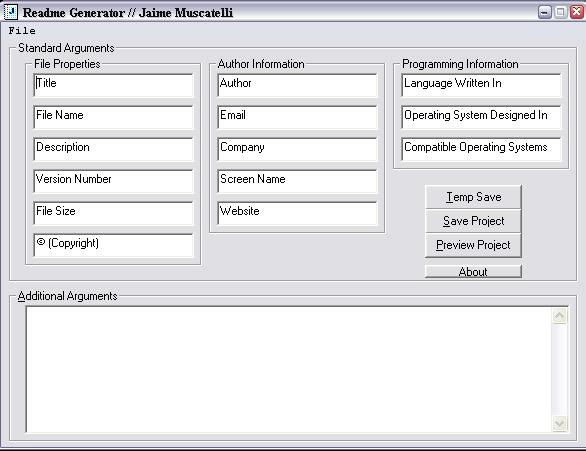 Readme Generator // Jaime Muscatelli
File
Standard Arguments
File Properties
Title
File Name
Description
Version Number
File Size
© (Copyright)
Author Information
Author
Email
Company
Screen Name
Website
Programming Information
Language Written In
Operating System Designed In
Compatible Operating Systems
Temp Save
Save Project
Preview Project
About
Additional Arguments